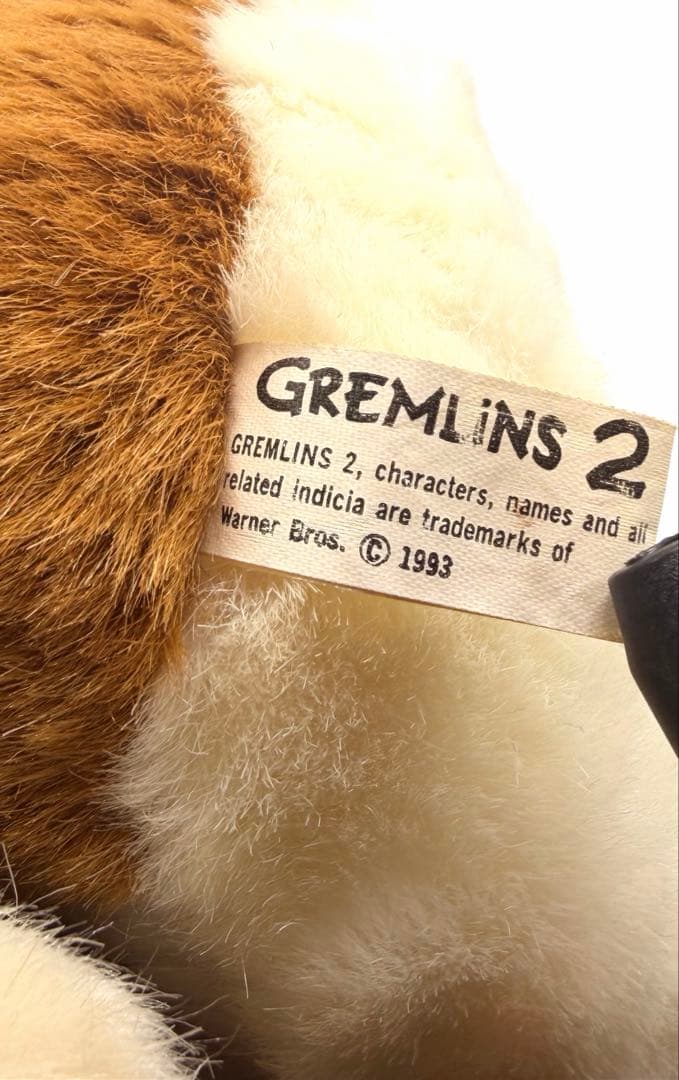 GREMLiNS 2
GREMLINS 2, characters, names and all
related indicia are trademarks of
Warner Bros. © 1993